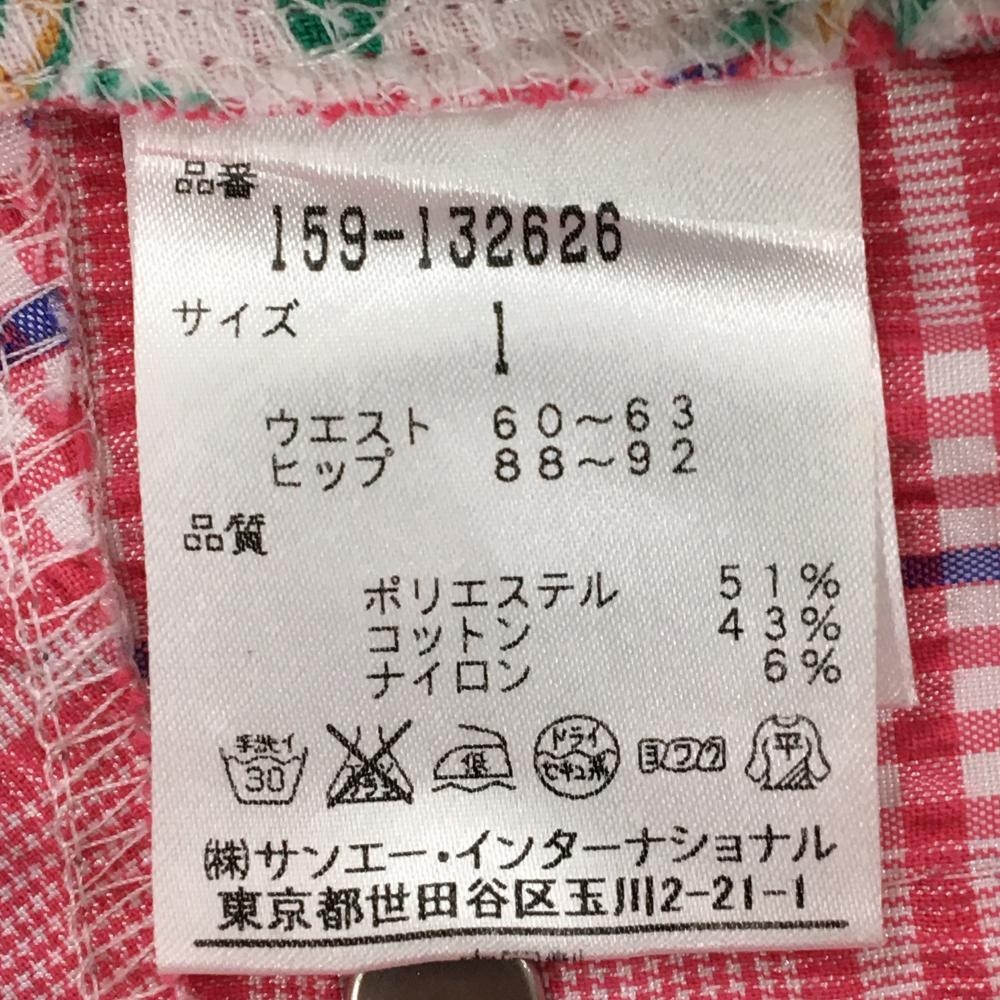 品番
159-132626
サイズ
1
ウエスト 60～63
ヒップ 88～92
品質
ポリエステル 51%
コットン 43%
ナイロン 6%
手洗イ 30 低 ドライ セキユ系 ヨワク 平
㈱サンエー・インターナショナル
東京都世田谷区玉川2-21-1